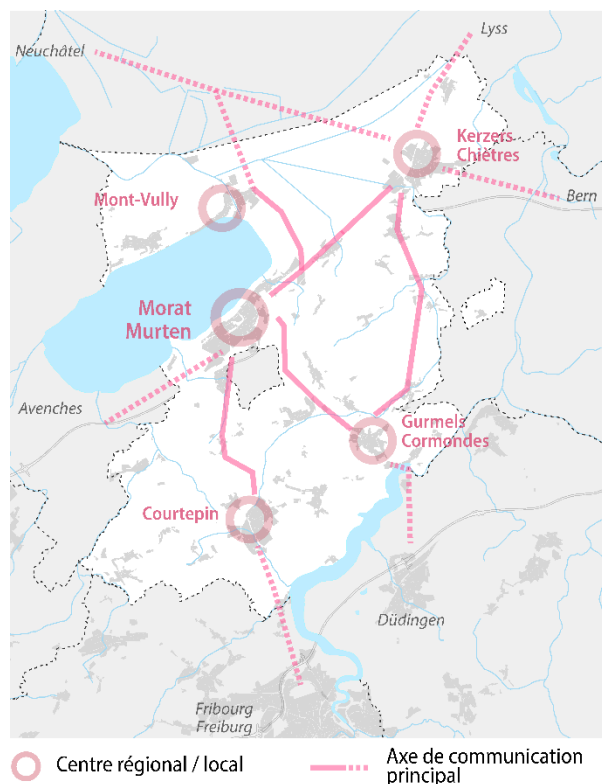 Neuchâtel
Lyss
Kerzers
Chiètres
Mont-Vully
Bern
Morat
Murten
Avenches
Gurmels
Cormondes
Courtepin
Düdingen
Fribourg
Freiburg
Centre régional / local
Axe de communication
principal